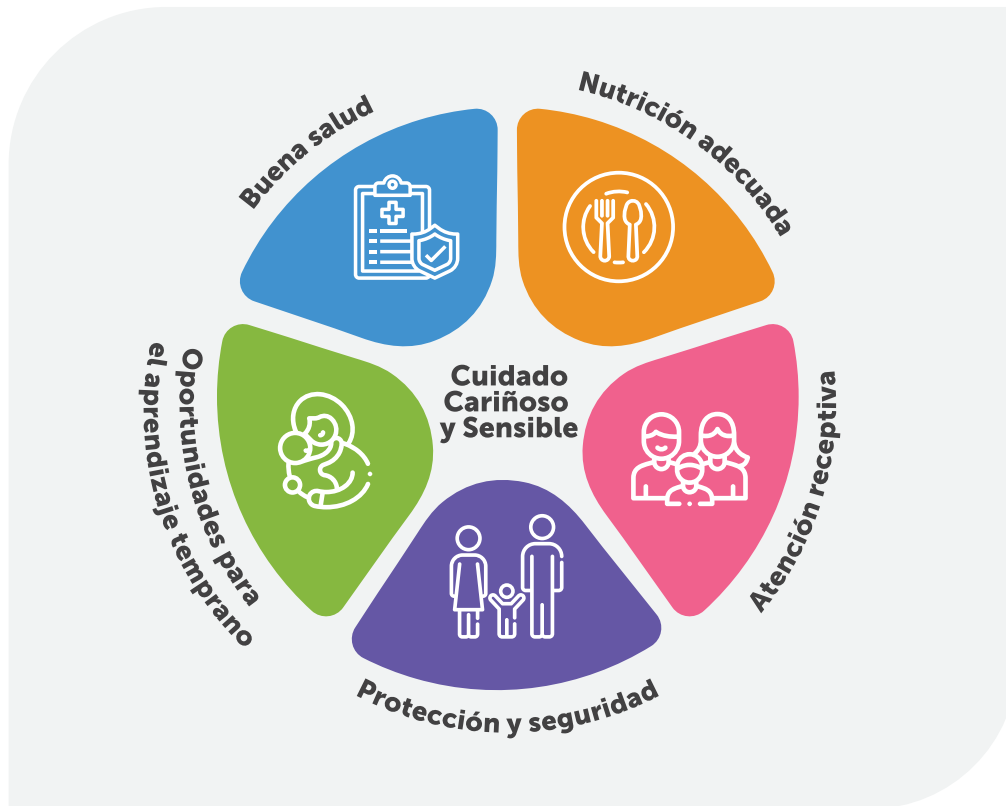 Buena salud
Nutrición adecuada
Cuidado
Cariñoso
y Sensible
Oportunidades para
el aprendizaje temprano
Atención receptiva
Protección y seguridad